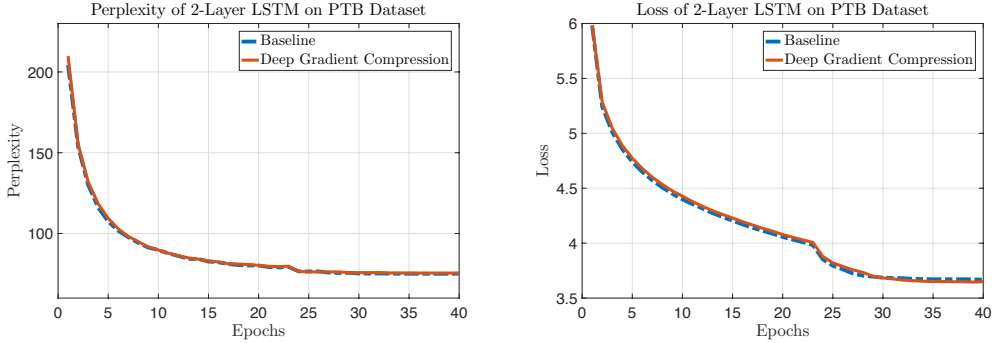 Perplexity of 2-Layer LSTM on PTB Dataset
Baseline
Deep Gradient Compression
200
150
100
Perplexity
0 5 10 15 20 25 30 35 40
Epochs
Loss of 2-Layer LSTM on PTB Dataset
Baseline
Deep Gradient Compression
6
5.5
5
4.5
4
3.5
Loss
0 5 10 15 20 25 30 35 40
Epochs